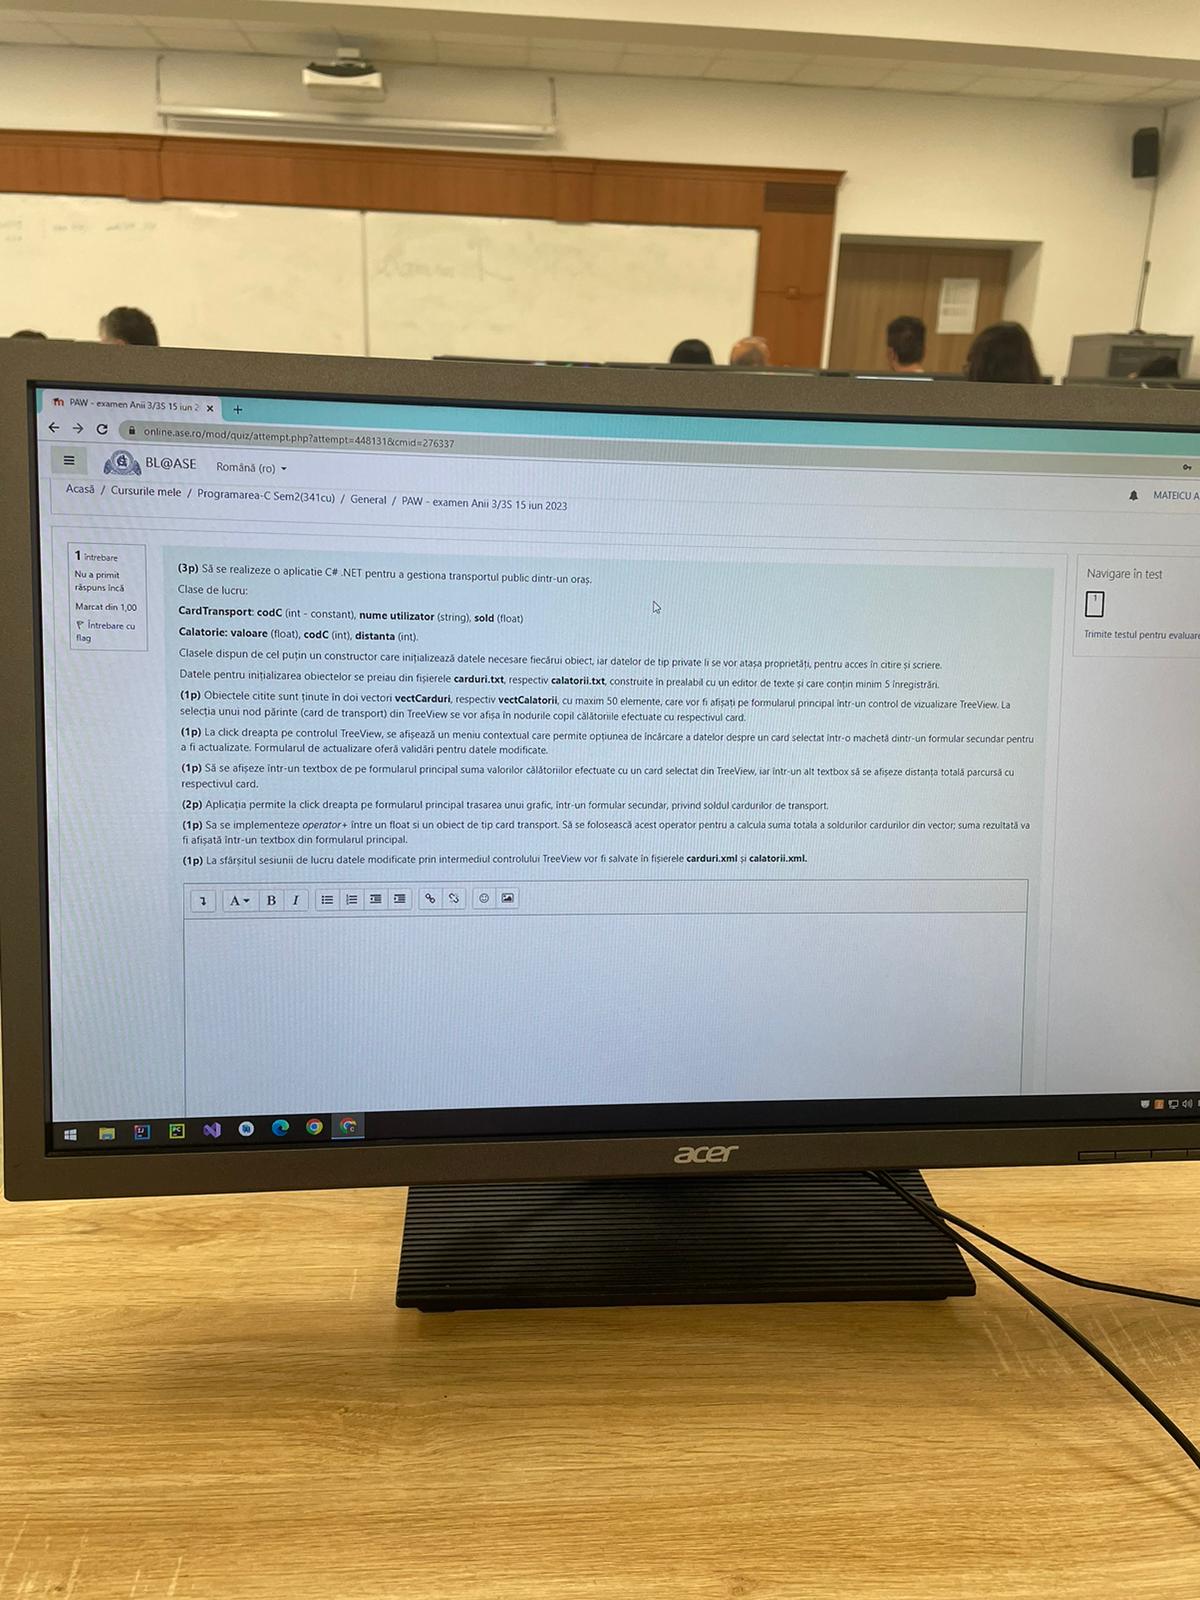 PAW - examen Anii 3/3S 15 iun 2
online.ase.ro/mod/quiz/attempt.php?attempt=448131&cmid=276337
BL@ASE Română (ro)
Acasă / Cursurile mele / Programarea-C Sem2(341cu) / General / PAW - examen Anii 3/3S 15 iun 2023
MATEICU A
1 întrebare
Nu a primit
răspuns încă
Marcat din 1,00
Întrebare cu
flag
(3p) Să se realizeze o aplicatie C# .NET pentru a gestiona transportul public dintr-un oraș.
Clase de lucru:
CardTransport: codC (int - constant), nume utilizator (string), sold (float)
Calatorie: valoare (float), codC (int), distanta (int).
Clasele dispun de cel puțin un constructor care inițializează datele necesare fiecărui obiect, iar datelor de tip private li se vor atașa proprietăți, pentru acces în citire și scriere.
Datele pentru inițializarea obiectelor se preiau din fișierele carduri.txt, respectiv calatorii.txt, construite în prealabil cu un editor de texte și care conțin minim 5 înregistrări.
(1p) Obiectele citite sunt ținute în doi vectori vectCarduri, respectiv vectCalatorii, cu maxim 50 elemente, care vor fi afișați pe formularul principal într-un control de vizualizare TreeView. La
selecția unui nod părinte (card de transport) din TreeView se vor afișa în nodurile copil călătoriile efectuate cu respectivul card.
(1p) La click dreapta pe controlul TreeView, se afișează un meniu contextual care permite opțiunea de încărcare a datelor despre un card selectat într-o machetă dintr-un formular secundar pentru
a fi actualizate. Formularul de actualizare oferă validări pentru datele modificate.
(1p) Să se afișeze într-un textbox de pe formularul principal suma valorilor călătoriilor efectuate cu un card selectat din TreeView, iar într-un alt textbox să se afișeze distanța totală parcursă cu
respectivul card.
(2p) Aplicația permite la click dreapta pe formularul principal trasarea unui grafic, într-un formular secundar, privind soldul cardurilor de transport.
(1p) Sa se implementeze operator+ între un float si un obiect de tip card transport. Să se folosească acest operator pentru a calcula suma totala a soldurilor cardurilor din vector; suma rezultată va
fi afișată într-un textbox din formularul principal.
(1p) La sfârșitul sesiunii de lucru datele modificate prin intermediul controlului TreeView vor fi salvate în fișierele carduri.xml și calatorii.xml.
Navigare în test
1
Trimite testul pentru evaluare
A B I
acer